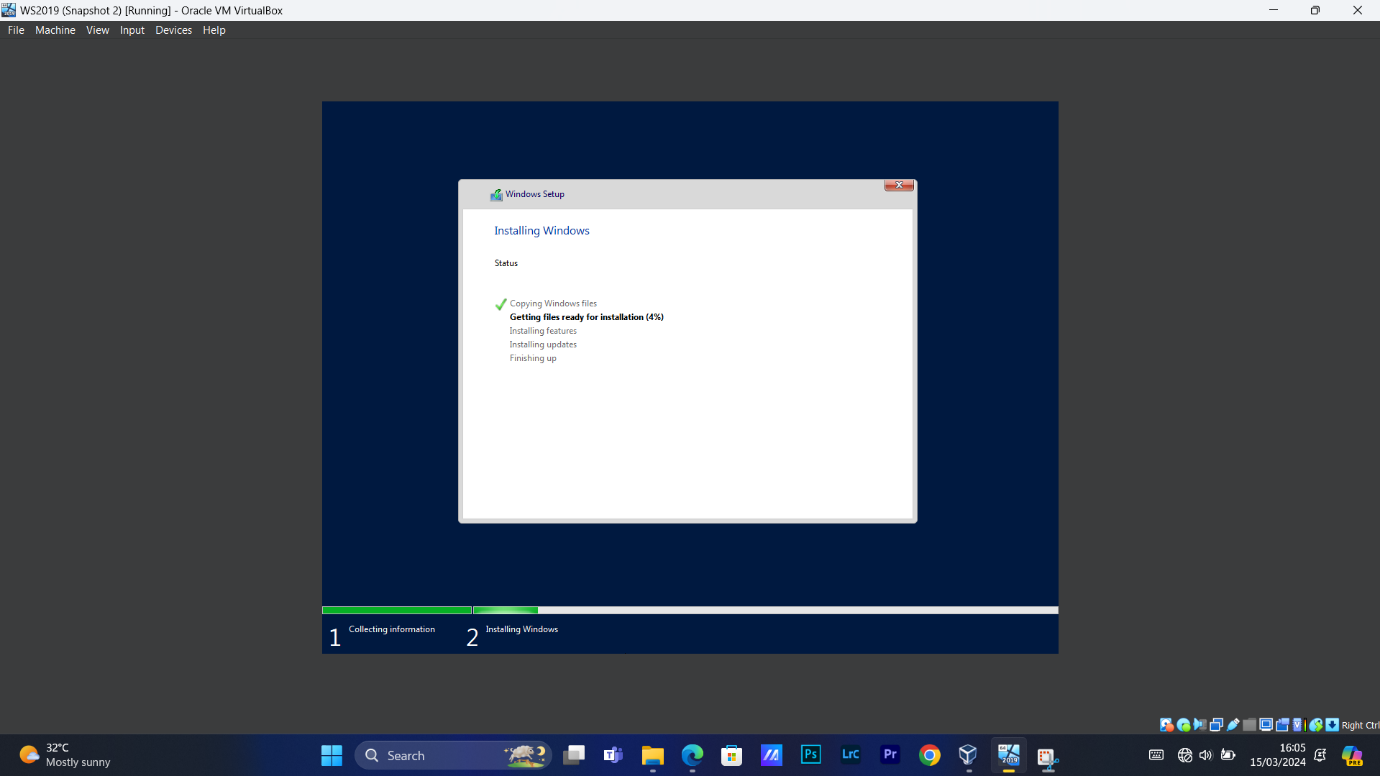 WS2019 (Snapshot 2) [Running] - Oracle VM VirtualBox
File Machine View Input Devices Help
Windows Setup
Installing Windows
Status
Copying Windows files
Getting files ready for installation (4%)
Installing features
Installing updates
Finishing up
1 Collecting information 2 Installing Windows
Right Ctrl
32°C
Mostly sunny
Search
Ps
LrC
Pr
2019
16:05
15/03/2024
PRE